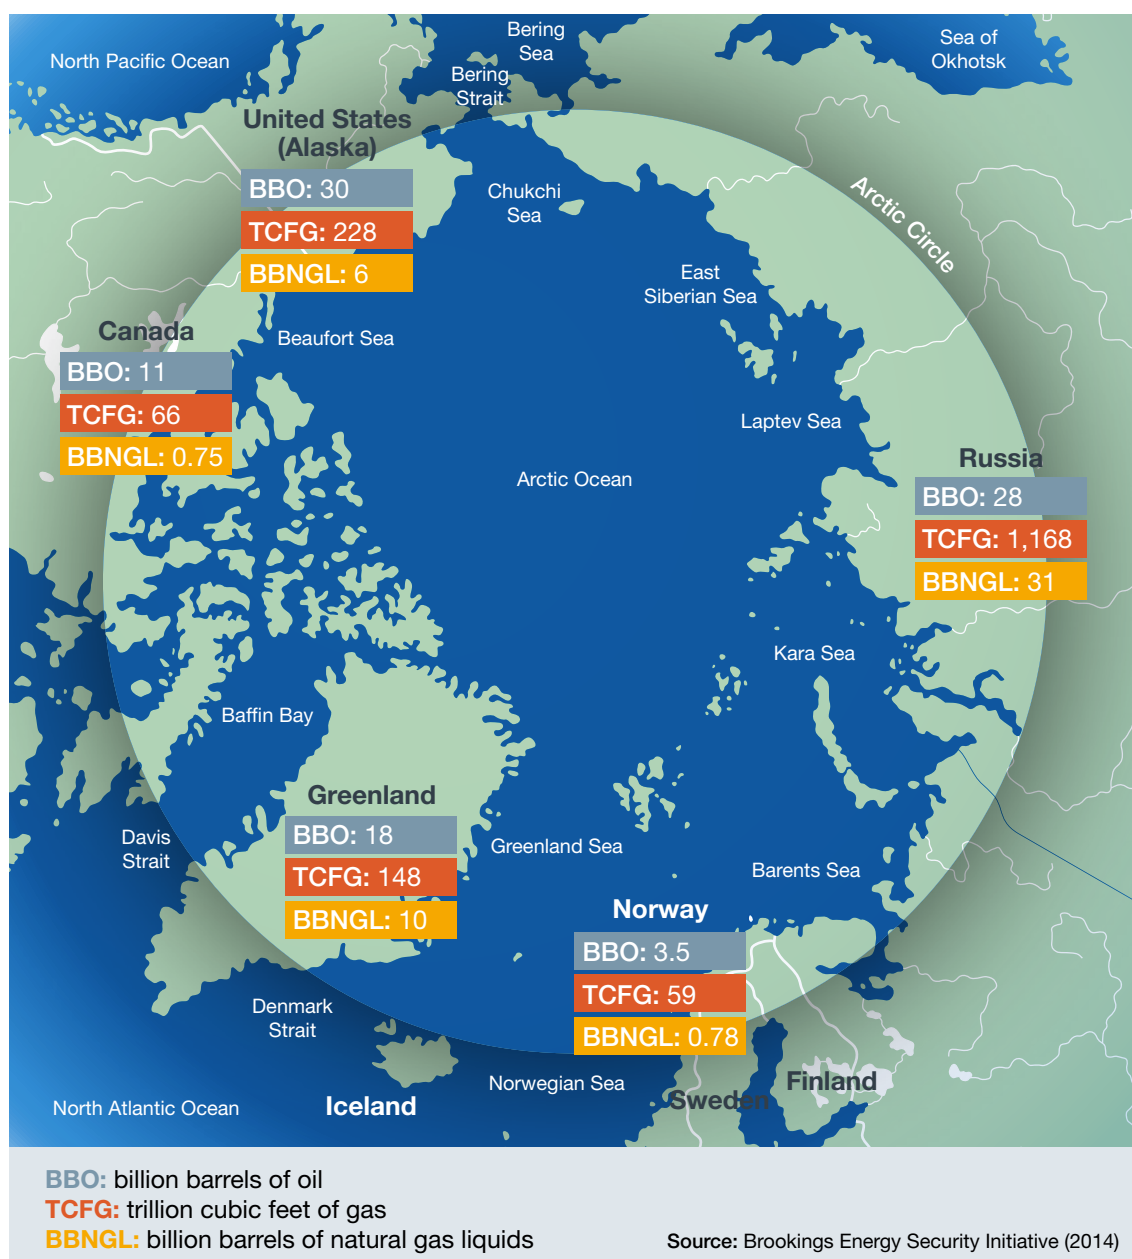 North Pacific Ocean
Bering
Sea
Bering
Strait
Sea of
Okhotsk
United States
(Alaska)
BBO: 30
TCFG: 228
BBNGL: 6
Chukchi
Sea
Arctic Circle
East
Siberian Sea
Canada
BBO: 11
TCFG: 66
BBNGL: 0.75
Beaufort Sea
Laptev Sea
Arctic Ocean
Russia
BBO: 28
TCFG: 1,168
BBNGL: 31
Kara Sea
Baffin Bay
Greenland
BBO: 18
TCFG: 148
BBNGL: 10
Davis
Strait
Greenland Sea
Barents Sea
Norway
BBO: 3.5
TCFG: 59
BBNGL: 0.78
Denmark
Strait
Norwegian Sea
Sweden
Finland
North Atlantic Ocean
Iceland
BBO: billion barrels of oil
TCFG: trillion cubic feet of gas
BBNGL: billion barrels of natural gas liquids
Source: Brookings Energy Security Initiative (2014)